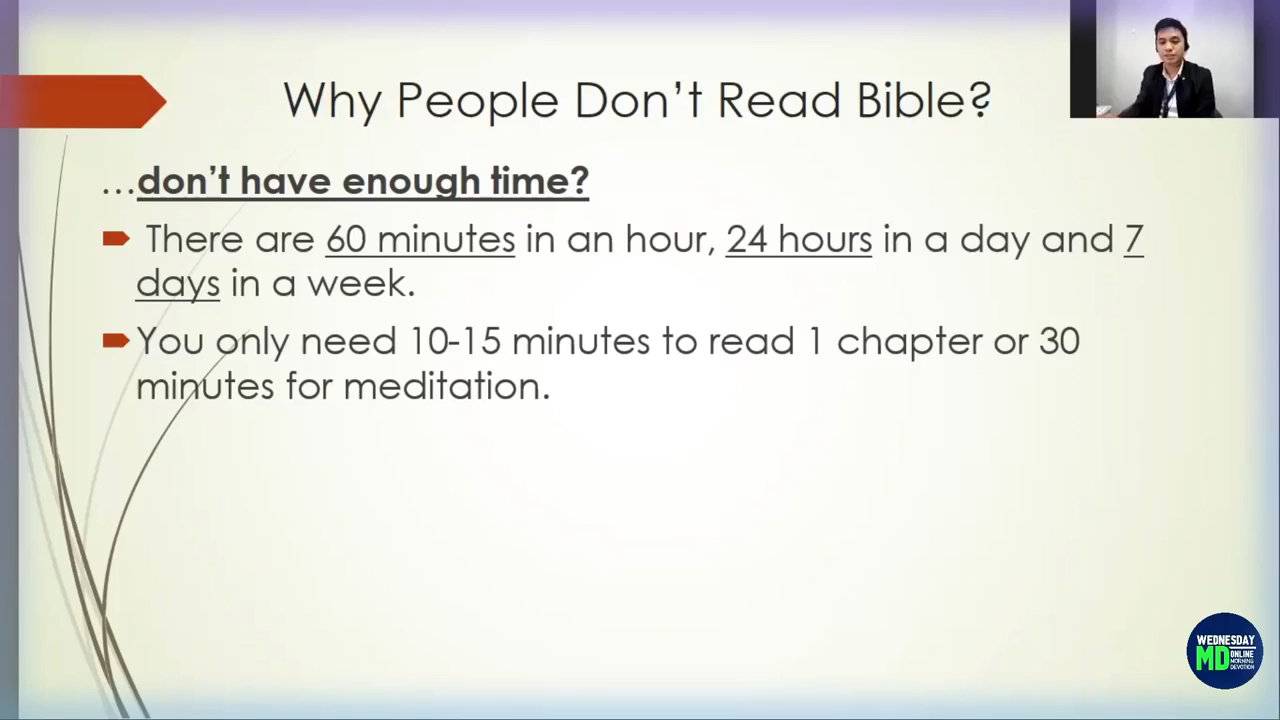 Why People Don't Read Bible?
...don't have enough time?
There are 60 minutes in an hour, 24 hours in a day and 7
days in a week.
You only need 10-15 minutes to read 1 chapter or 30
minutes for meditation.
WEDNESDAY
MD ONLINE
MORNING
DEVOTION